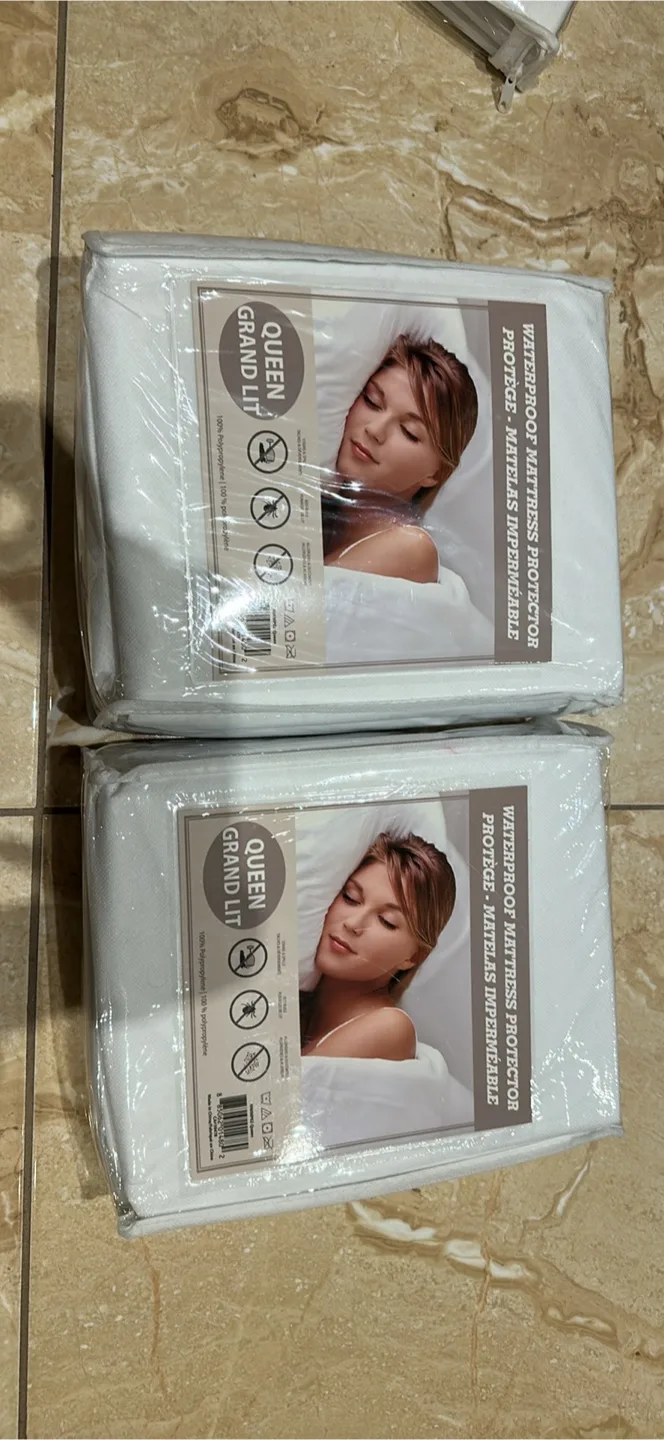 WATERPROOF MATTRESS PROTECTOR
PROTÈGE - MATELAS IMPERMÉABLE
QUEEN
GRAND LIT
100% Polypropylene | 100 % polypropylène
WATERPROOF MATTRESS PROTECTOR
PROTÈGE - MATELAS IMPERMÉABLE
QUEEN
GRAND LIT
100% Polypropylene | 100 % polypropylène